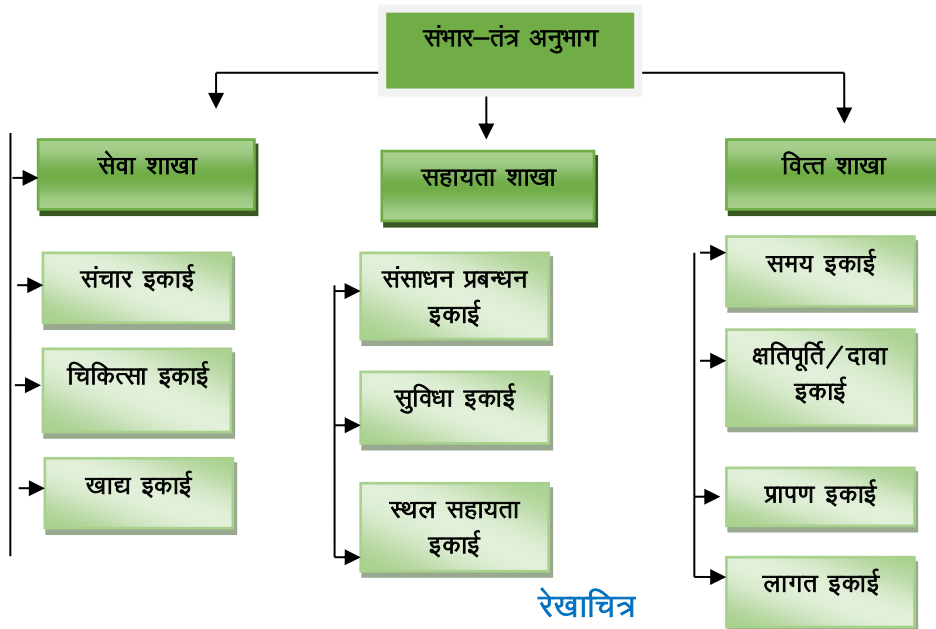 संभार–तंत्र अनुभाग
सेवा शाखा
संचार इकाई
चिकित्सा इकाई
खाद्य इकाई
सहायता शाखा
संसाधन प्रबन्धन
इकाई
सुविधा इकाई
स्थल सहायता
इकाई
वित्त शाखा
समय इकाई
क्षतिपूर्ति/दावा
इकाई
प्रापण इकाई
लागत इकाई
रेखाचित्र